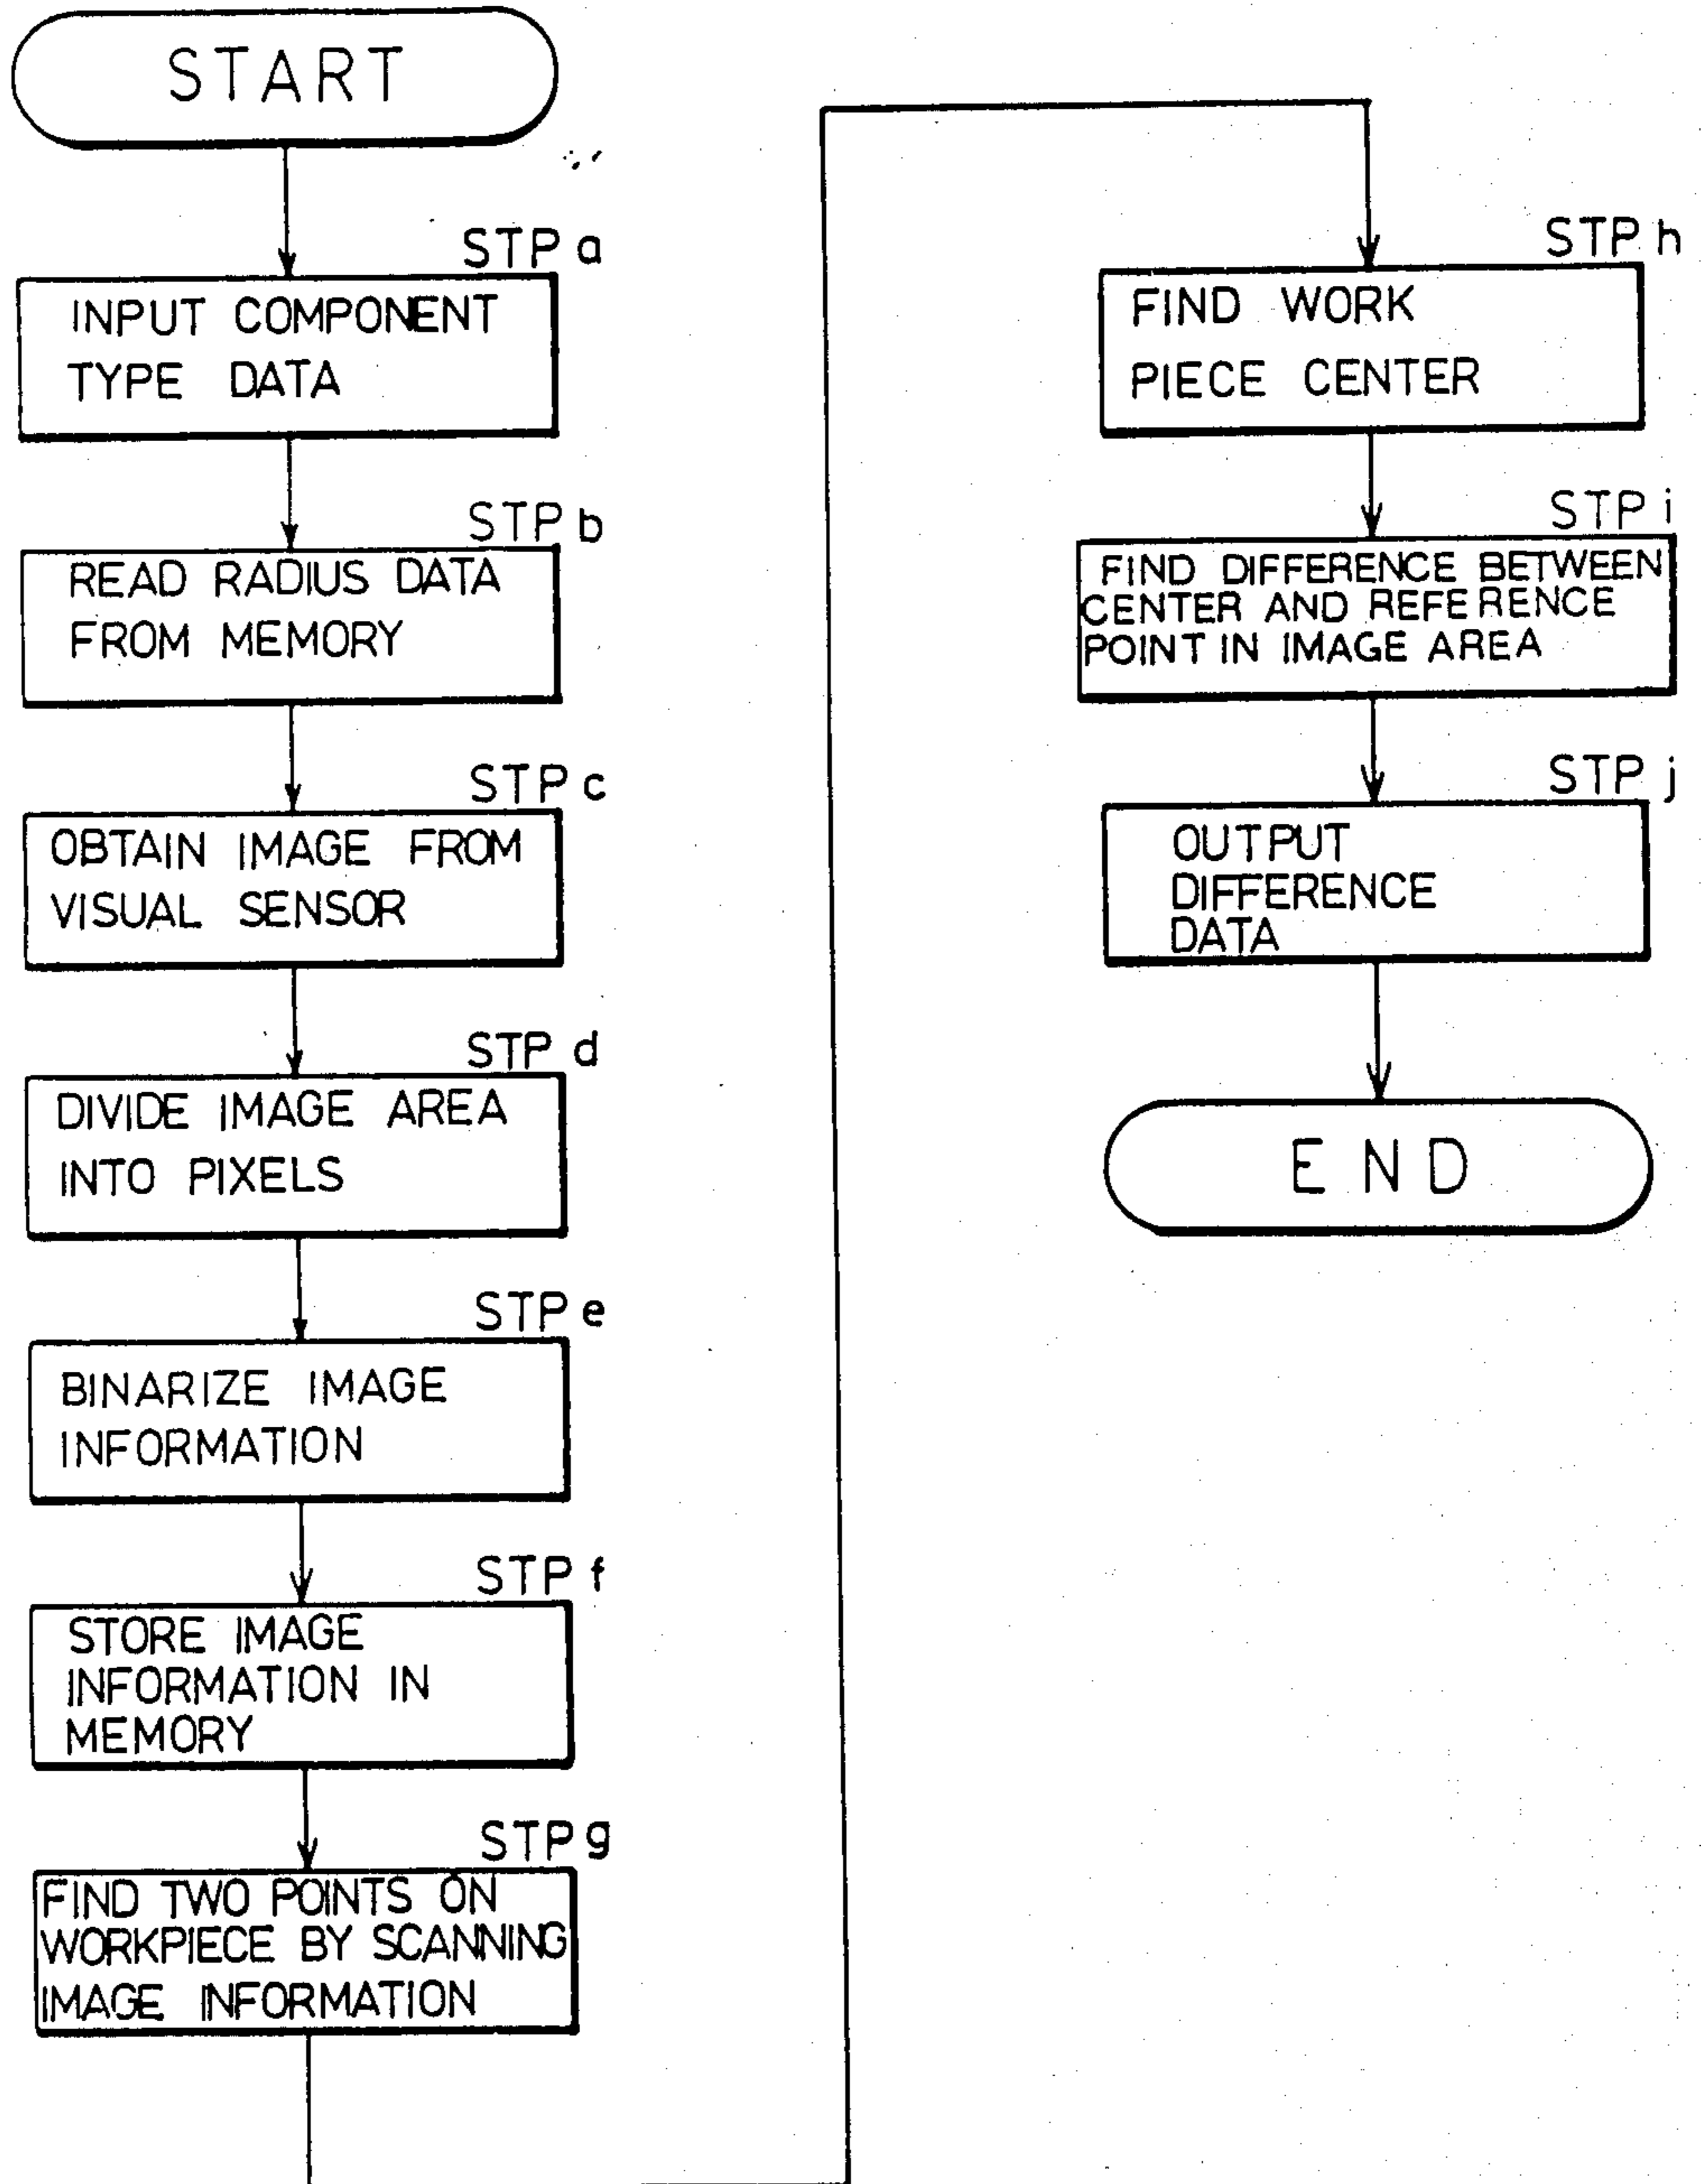 START
STP a
INPUT COMPONENT
TYPE DATA
STP b
READ RADIUS DATA
FROM MEMORY
STP c
OBTAIN IMAGE FROM
VISUAL SENSOR
STP d
DIVIDE IMAGE AREA
INTO PIXELS
STP e
BINARIZE IMAGE
INFORMATION
STP f
STORE IMAGE
INFORMATION IN
MEMORY
STP g
FIND TWO POINTS ON
WORKPIECE BY SCANNING
IMAGE INFORMATION
STP h
FIND WORK
PIECE CENTER
STP i
FIND DIFFERENCE BETWEEN
CENTER AND REFERENCE
POINT IN IMAGE AREA
STP j
OUTPUT
DIFFERENCE
DATA
END